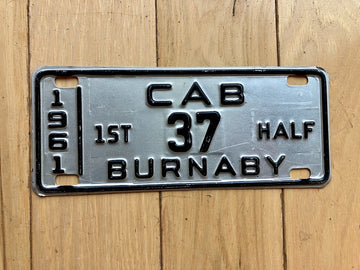 1961
CAB
1ST 37 HALF
BURNABY